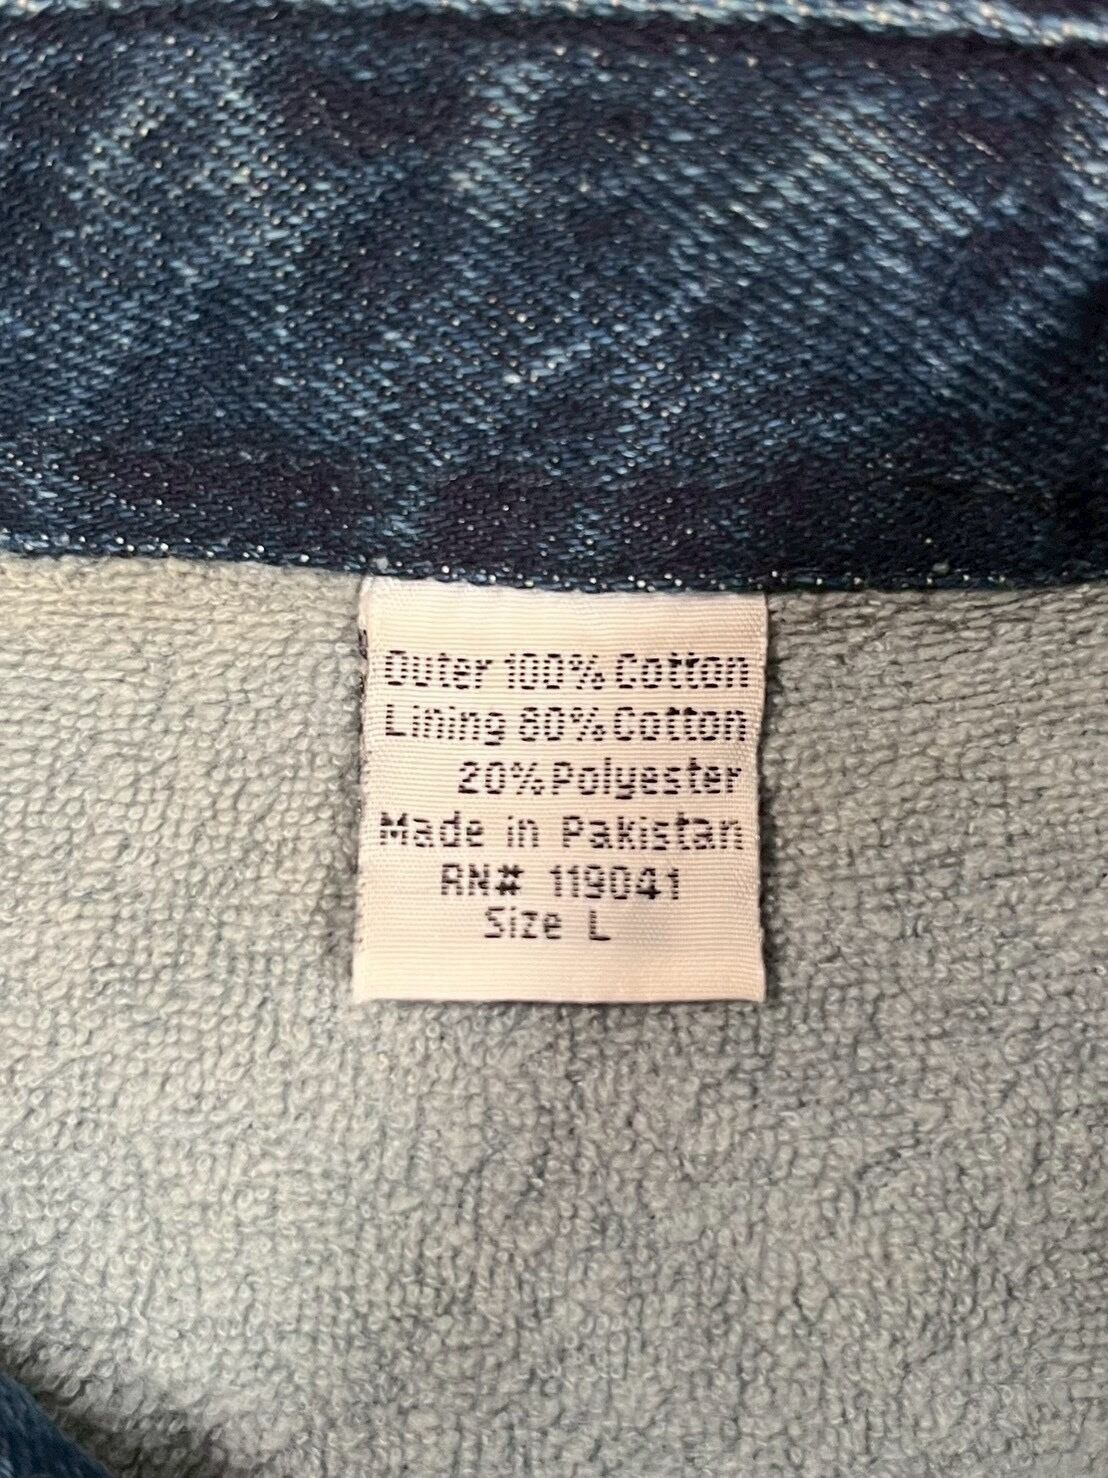 Outer 100% Cotton
Lining 80% Cotton
20% Polyester
Made in Pakistan
RN# 119041
Size L